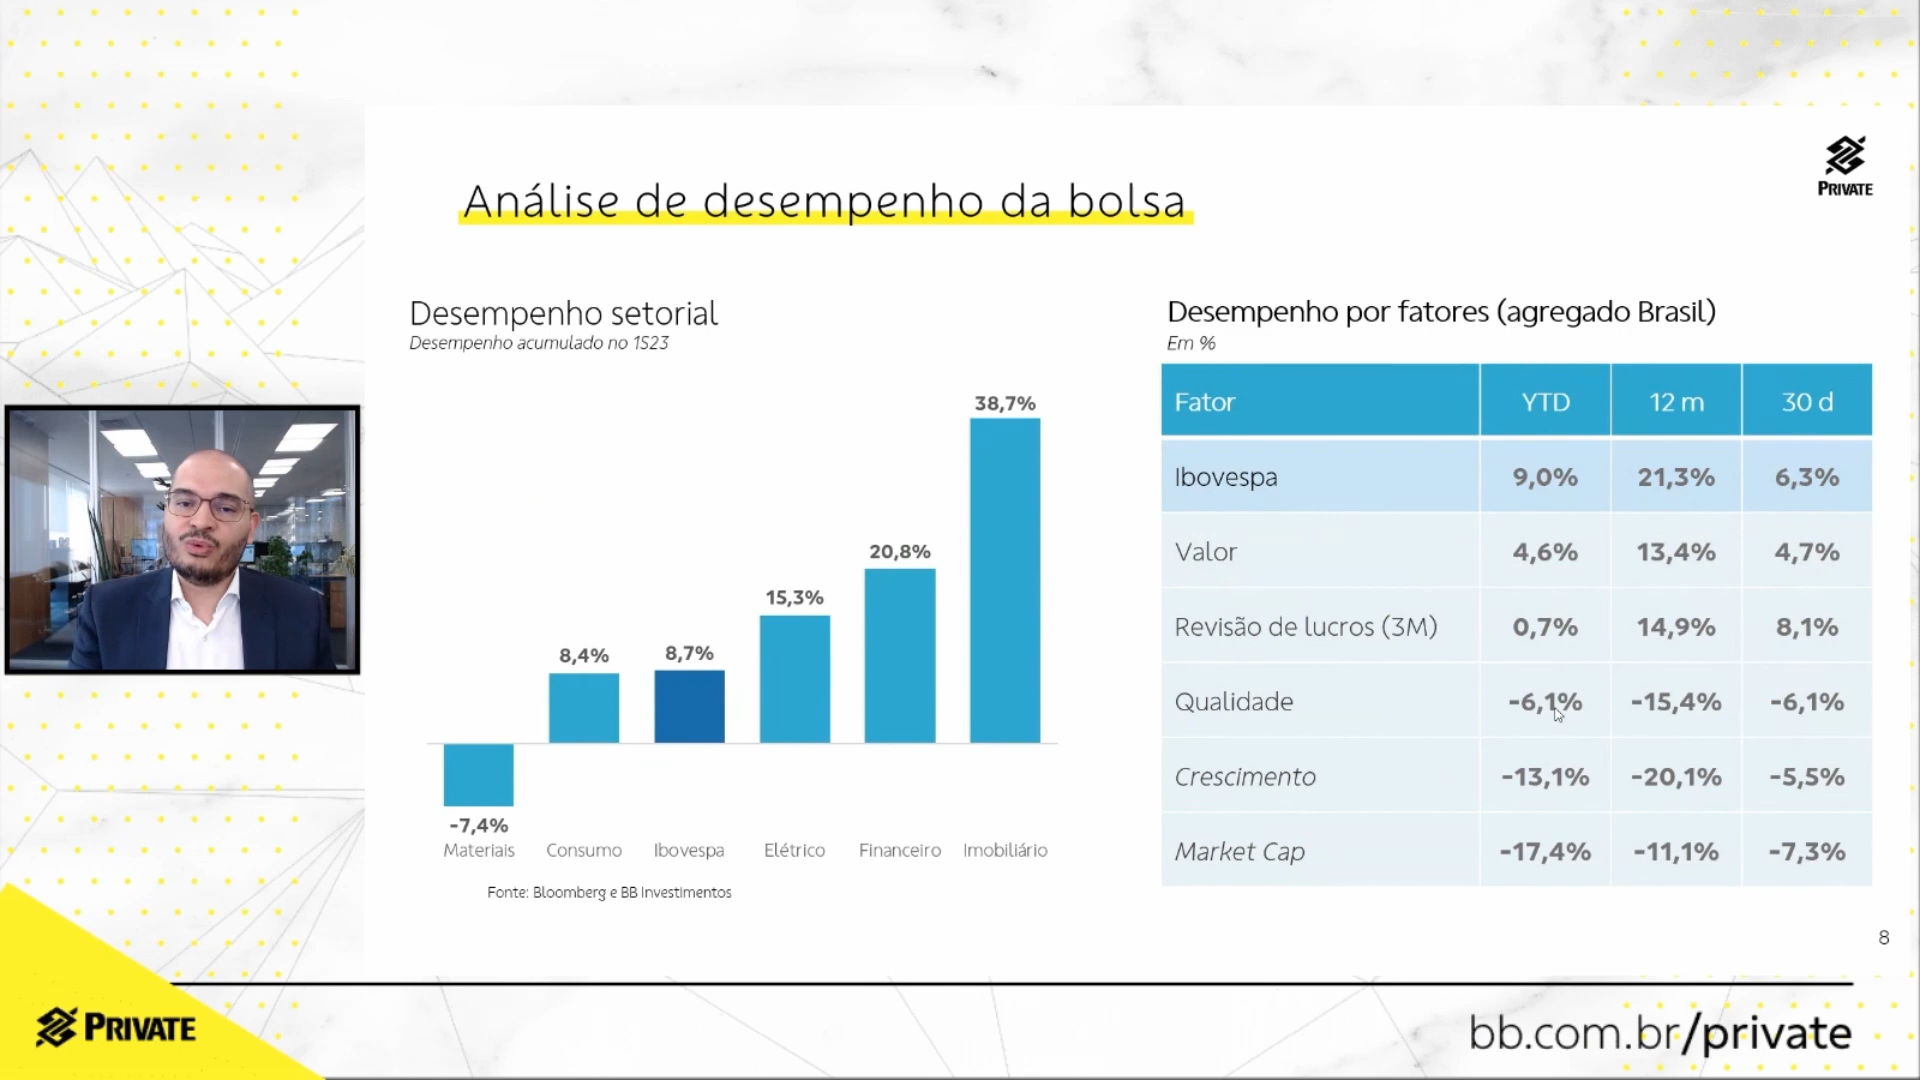 Análise de desempenho da bolsa
PRIVATE
Desempenho setorial
Desempenho acumulado no 1S23
38,7%
20,8%
15,3%
8,7%
8,4%
-7,4%
Materiais Consumo Ibovespa Elétrico Financeiro Imobiliário
Fonte: Bloomberg e BB Investimentos
Desempenho por fatores (agregado Brasil)
Em %
Fator YTD 12 m 30 d
Ibovespa 9,0% 21,3% 6,3%
Valor 4,6% 13,4% 4,7%
Revisão de lucros (3M) 0,7% 14,9% 8,1%
Qualidade -6,1% -15,4% -6,1%
Crescimento -13,1% -20,1% -5,5%
Market Cap -17,4% -11,1% -7,3%
8
PRIVATE
bb.com.br/private